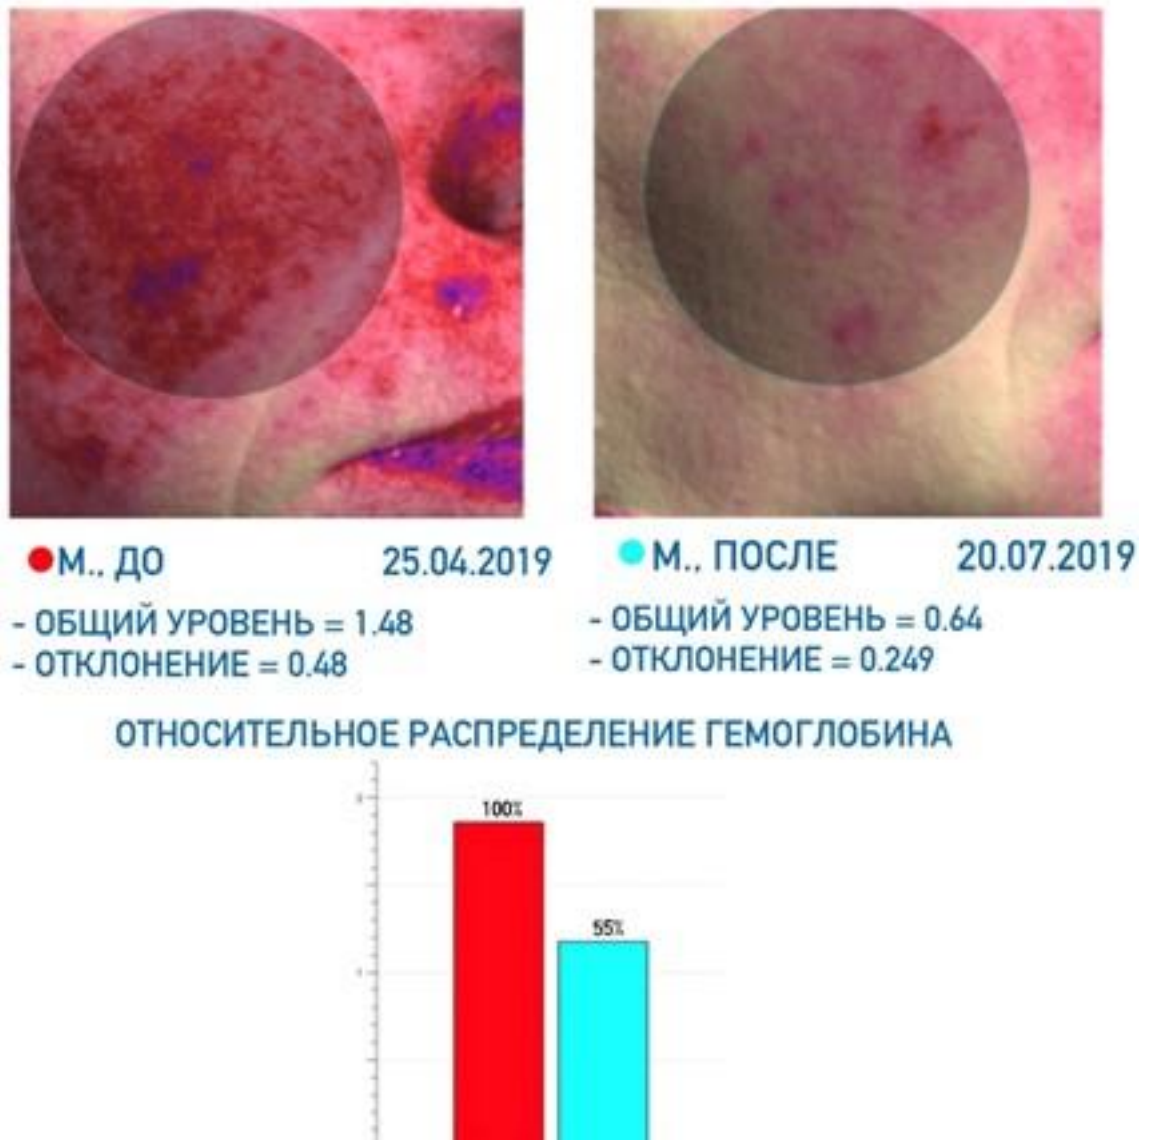 М., ДО 25.04.2019
- ОБЩИЙ УРОВЕНЬ = 1.48
- ОТКЛОНЕНИЕ = 0.48
М., ПОСЛЕ 20.07.2019
- ОБЩИЙ УРОВЕНЬ = 0.64
- ОТКЛОНЕНИЕ = 0.249
ОТНОСИТЕЛЬНОЕ РАСПРЕДЕЛЕНИЕ ГЕМОГЛОБИНА
100%
55%